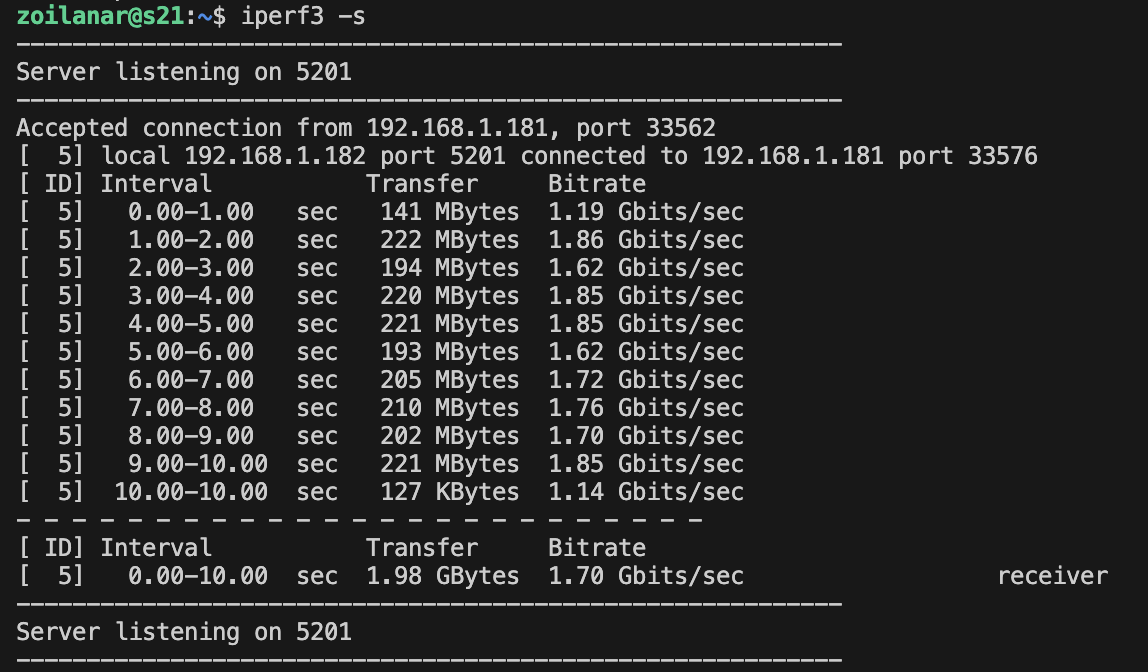 zoilanar@s21:~$ iperf3 -s
-----------------------------------------------------------
Server listening on 5201
-----------------------------------------------------------
Accepted connection from 192.168.1.181, port 33562
[  5] local 192.168.1.182 port 5201 connected to 192.168.1.181 port 33576
[ ID] Interval           Transfer     Bitrate
[  5]   0.00-1.00   sec   141 MBytes  1.19 Gbits/sec
[  5]   1.00-2.00   sec   222 MBytes  1.86 Gbits/sec
[  5]   2.00-3.00   sec   194 MBytes  1.62 Gbits/sec
[  5]   3.00-4.00   sec   220 MBytes  1.85 Gbits/sec
[  5]   4.00-5.00   sec   221 MBytes  1.85 Gbits/sec
[  5]   5.00-6.00   sec   193 MBytes  1.62 Gbits/sec
[  5]   6.00-7.00   sec   205 MBytes  1.72 Gbits/sec
[  5]   7.00-8.00   sec   210 MBytes  1.76 Gbits/sec
[  5]   8.00-9.00   sec   202 MBytes  1.70 Gbits/sec
[  5]   9.00-10.00  sec   221 MBytes  1.85 Gbits/sec
[  5]  10.00-10.00  sec   127 KBytes  1.14 Gbits/sec
- - - - - - - - - - - - - - - - - - - - - - - - -
[ ID] Interval           Transfer     Bitrate
[  5]   0.00-10.00  sec  1.98 GBytes  1.70 Gbits/sec                  receiver
-----------------------------------------------------------
Server listening on 5201
-----------------------------------------------------------